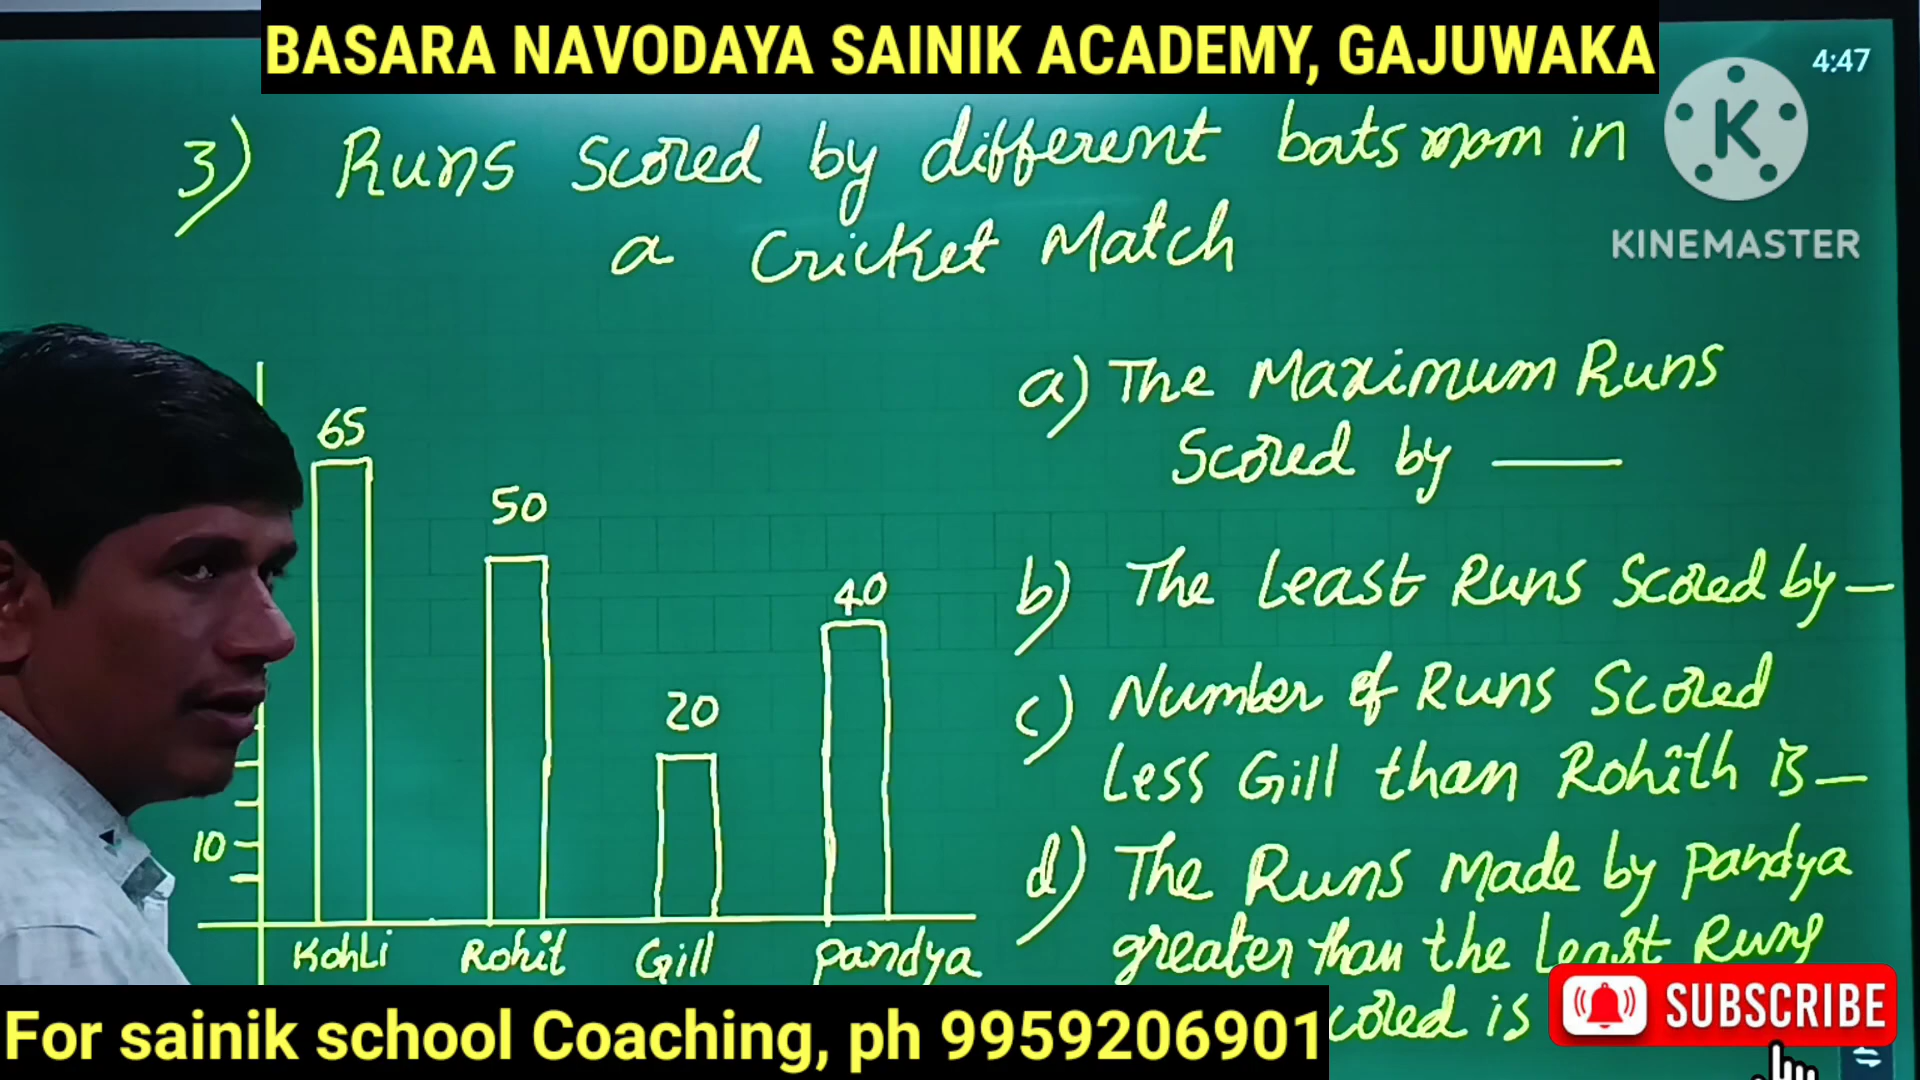 BASARA NAVODAYA SAINIK ACADEMY, GAJUWAKA
4:47
K
KINEMASTER
3) Runs Scored by different batsman in
a Cricket Match
65
50
20
40
10
Kohli Rohit Gill Pandya
a) The Maximum Runs
Scored by —
b) The Least Runs Scored by —
c) Number of Runs Scored
Less Gill than Rohith is —
d) The Runs Made by Pandya
greater than the Least Runs
scored is
For sainik school Coaching, ph 9959206901
SUBSCRIBE